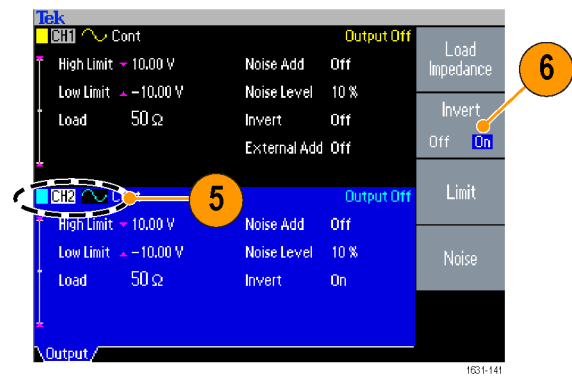 Tek
CH1 Cont Output Off
High Limit 10.00 V Noise Add Off
Low Limit -10.00 V Noise Level 10 %
Load 50 Ω Invert Off
External Add Off
CH2 Output Off
High Limit 10.00 V Noise Add Off
Low Limit -10.00 V Noise Level 10 %
Load 50 Ω Invert On
Output
Load
Impedance
Invert
Off On
Limit
Noise
5
6
1631-141